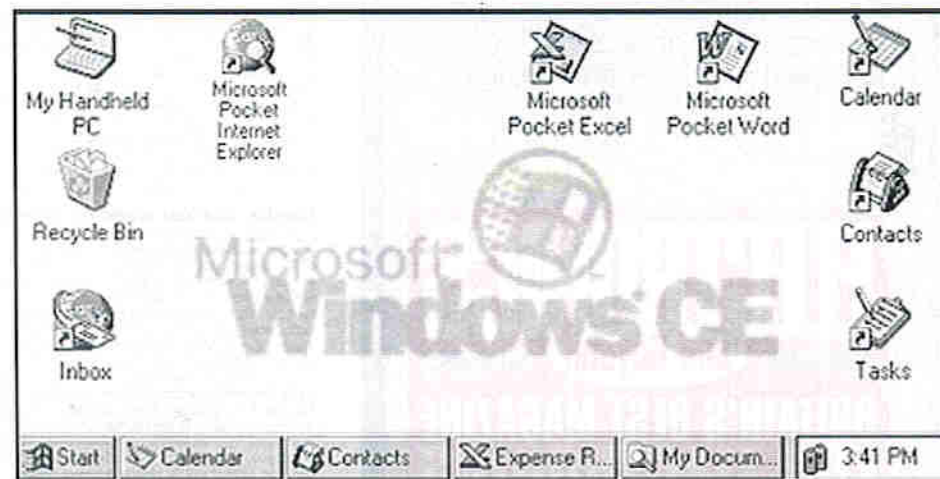 My Handheld
PC
Microsoft
Pocket
Internet
Explorer
Microsoft
Pocket Excel
Microsoft
Pocket Word
Calendar
Recycle Bin
Contacts
Microsoft
Windows CE
Inbox
Tasks
Start
Calendar
Contacts
Expense R...
My Docum...
3:41 PM